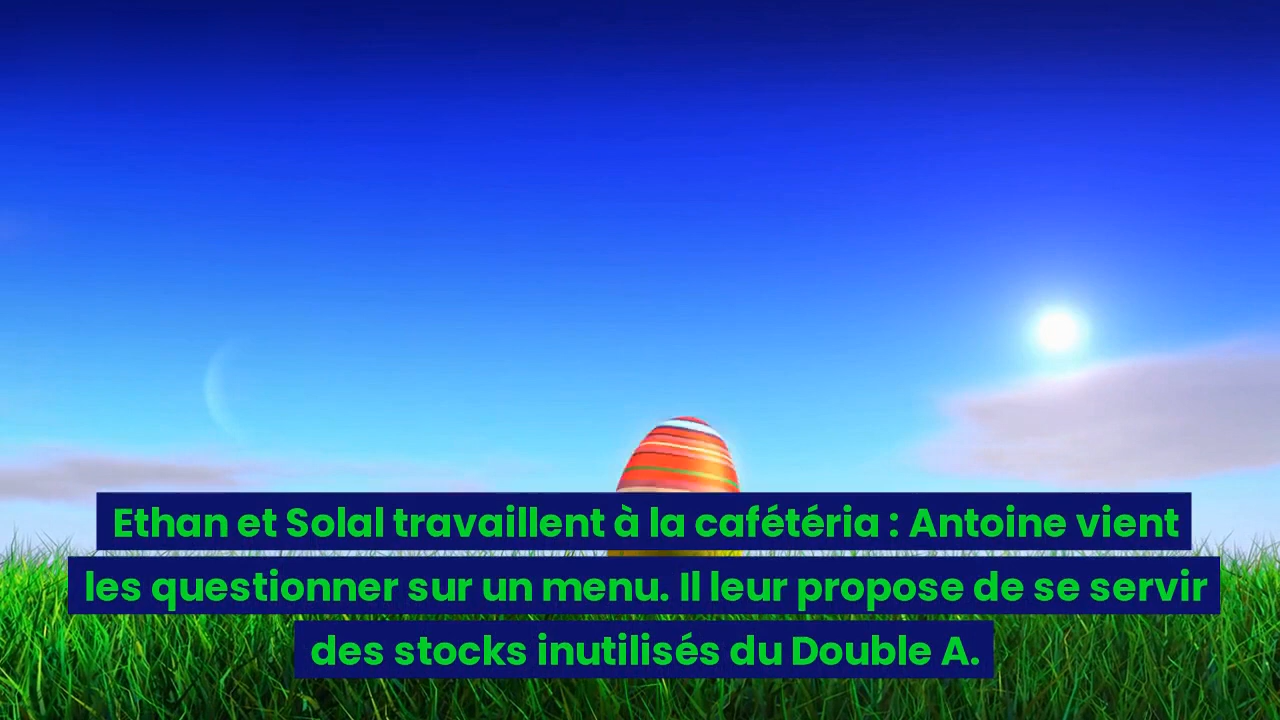 Ethan et Solal travaillent à la cafétéria : Antoine vient
les questionner sur un menu. Il leur propose de se servir
des stocks inutilisés du Double A.